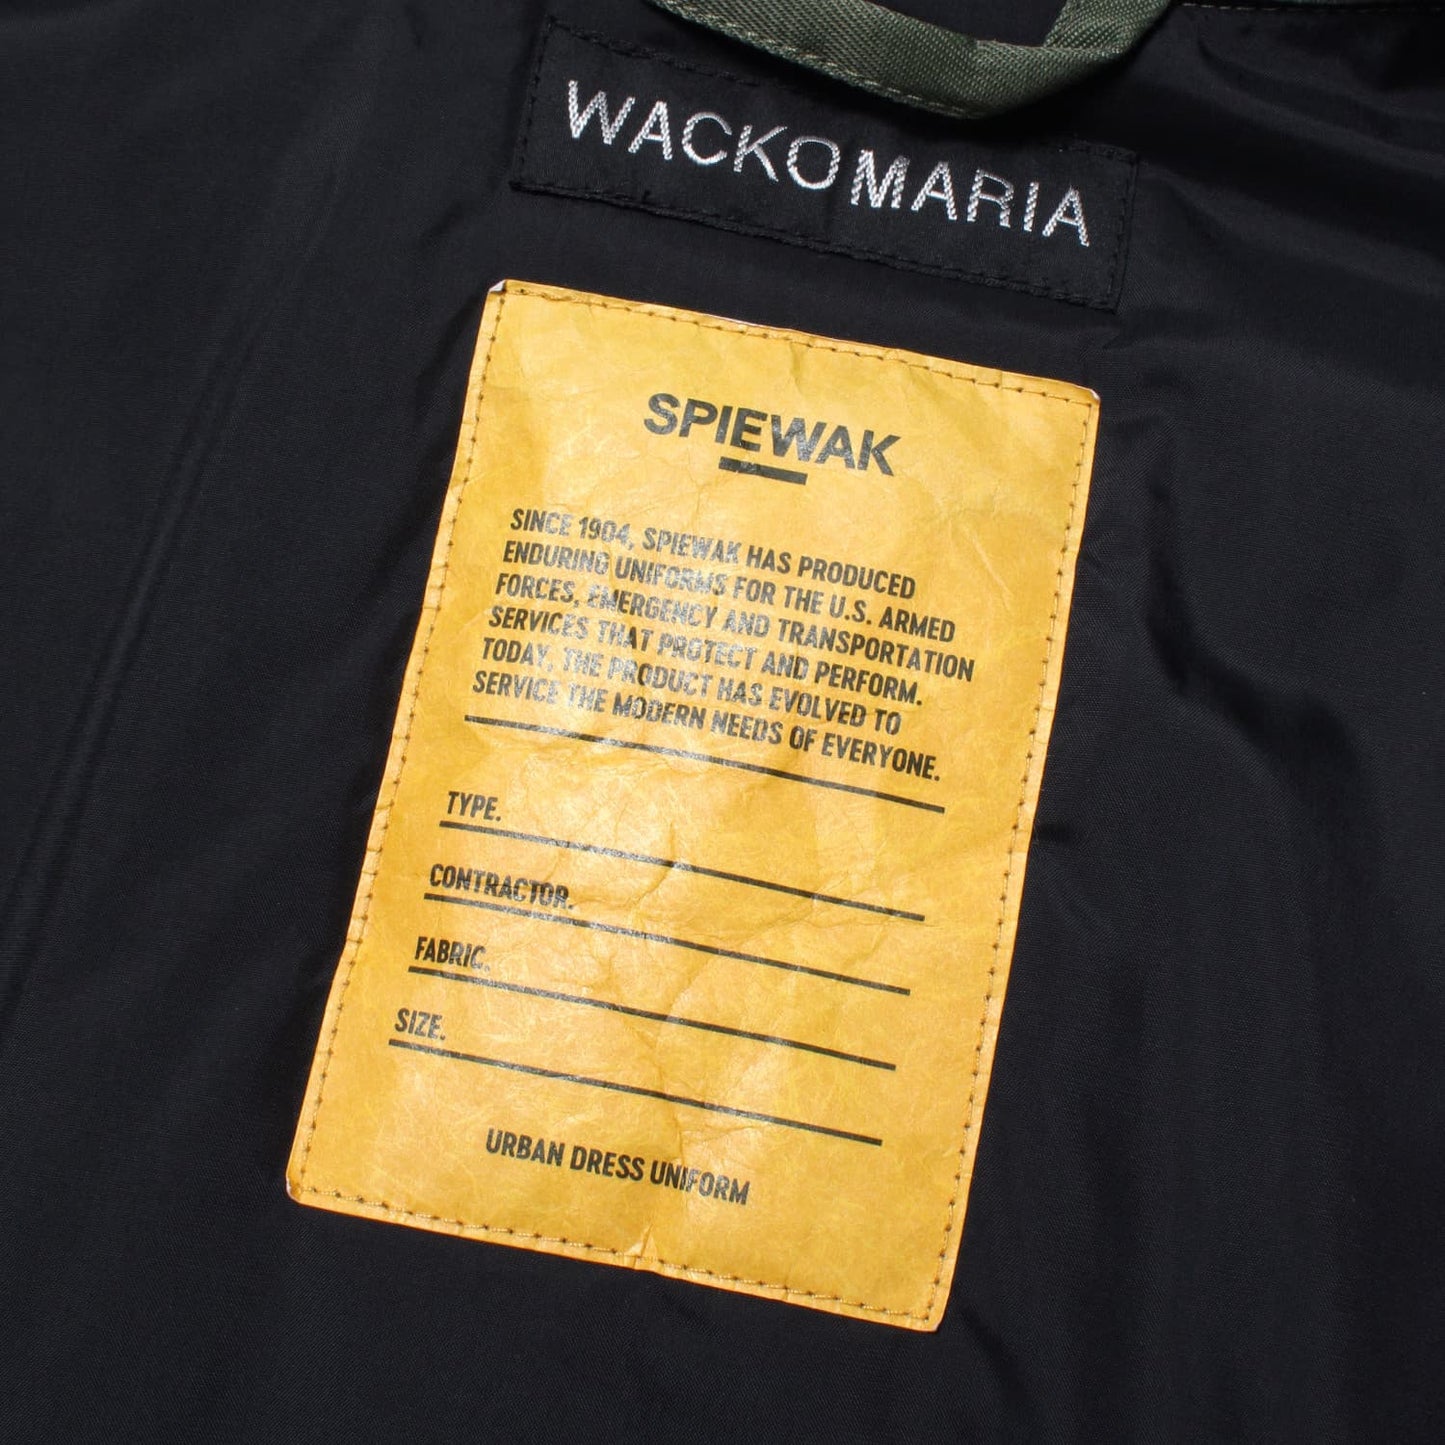 WACKO MARIA
SPIEWAK
SINCE 1904, SPIEWAK HAS PRODUCED
ENDURING UNIFORMS FOR THE U.S. ARMED
FORCES, EMERGENCY AND TRANSPORTATION
SERVICES THAT PROTECT AND PERFORM.
TODAY, THE PRODUCT HAS EVOLVED TO
SERVICE THE MODERN NEEDS OF EVERYONE.
TYPE.
CONTRACTOR.
FABRIC.
SIZE.
URBAN DRESS UNIFORM